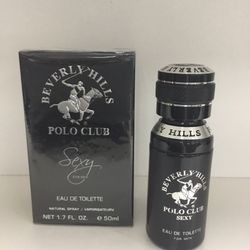 BEVERLY HILLS
POLO CLUB
Sexy
FOR MEN
EAU DE TOILETTE
NATURAL SPRAY / VAPORISATEUR
NET 1.7 FL. OZ e 50ml
Y HILLS
BEVERLY HILLS
POLO CLUB
SEXY
EAU DE TOILETTE
FOR MEN